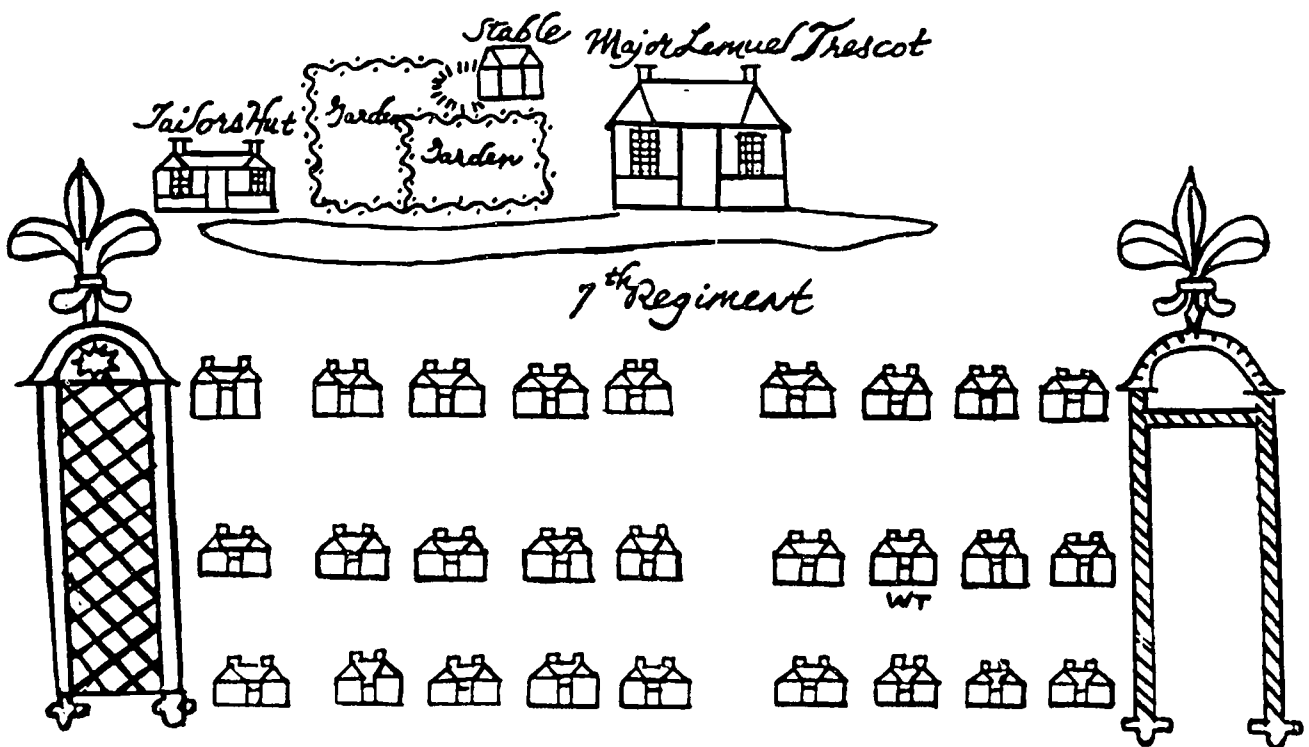 Stable
Major Lemuel Trescot
Tailors Hut
Garden
Garden
7th Regiment
WT